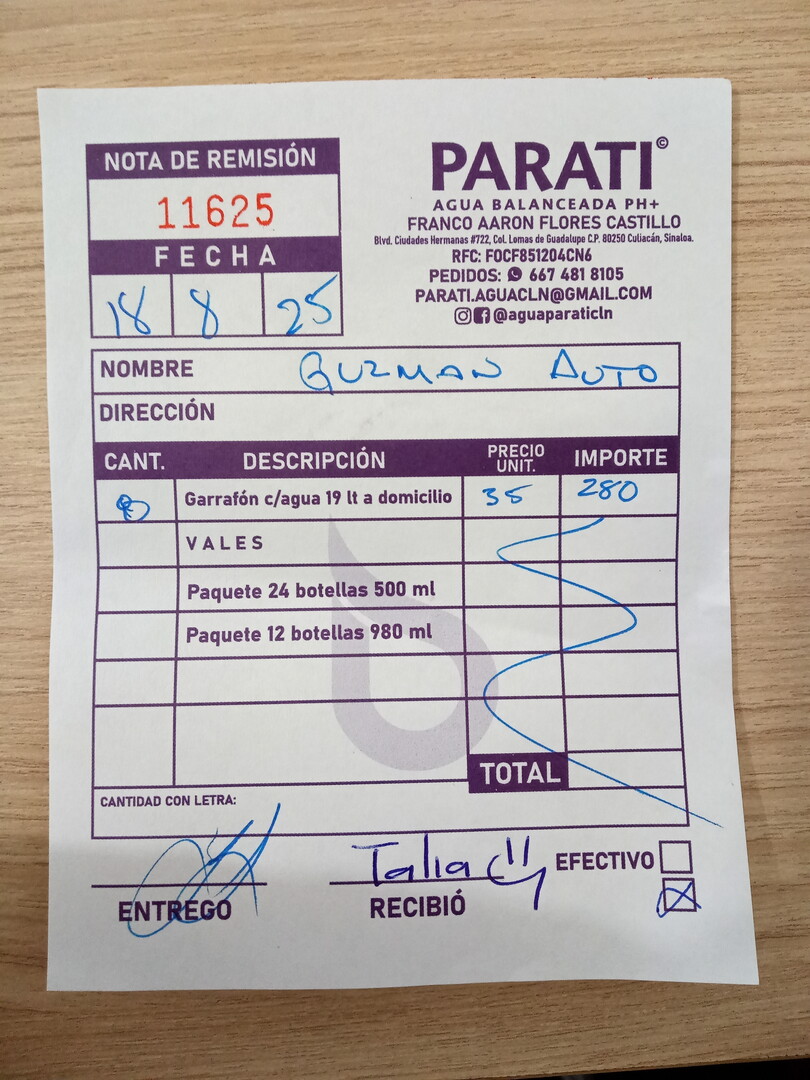 NOTA DE REMISIÓN
11625
FECHA
18 8 25
PARATI©
AGUA BALANCEADA PH+
FRANCO AARON FLORES CASTILLO
Blvd. Ciudades Hermanas #722, Col. Lomas de Guadalupe C.P. 80250 Culiacán, Sinaloa.
RFC: FOCF851204CN6
PEDIDOS: 667 481 8105
PARATI.AGUACLN@GMAIL.COM
@aguaparaticln
NOMBRE GUZMAN AUTO
DIRECCIÓN
CANT. DESCRIPCIÓN PRECIO UNIT. IMPORTE
8 Garrafón c/agua 19 lt a domicilio 35 280
VALES
Paquete 24 botellas 500 ml
Paquete 12 botellas 980 ml
TOTAL
CANTIDAD CON LETRA:
Talia
EFECTIVO
ENTREGO
RECIBIÓ